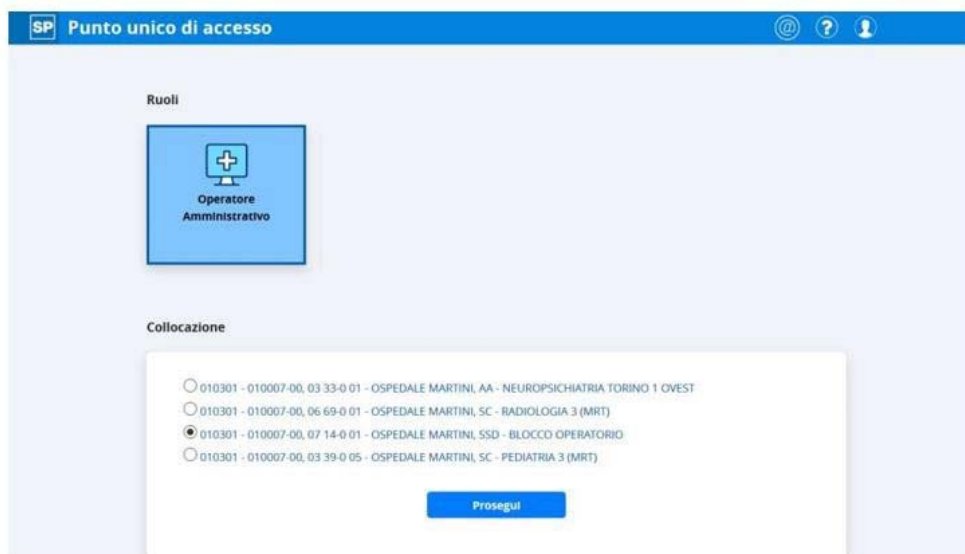 SP Punto unico di accesso @ ?
Ruoli
Operatore
Amministrativo
Collocazione
010301 - 010007-00, 03 33-0 01 - OSPEDALE MARTINI, AA - NEUROPSICHIATRIA TORINO 1 OVEST
010301 - 010007-00, 06 69-0 01 - OSPEDALE MARTINI, SC - RADIOLOGIA 3 (MRT)
010301 - 010007-00, 07 14-0 01 - OSPEDALE MARTINI, SSD - BLOCCO OPERATORIO
010301 - 010007-00, 03 39-0 05 - OSPEDALE MARTINI, SC - PEDIATRIA 3 (MRT)
Prosegui